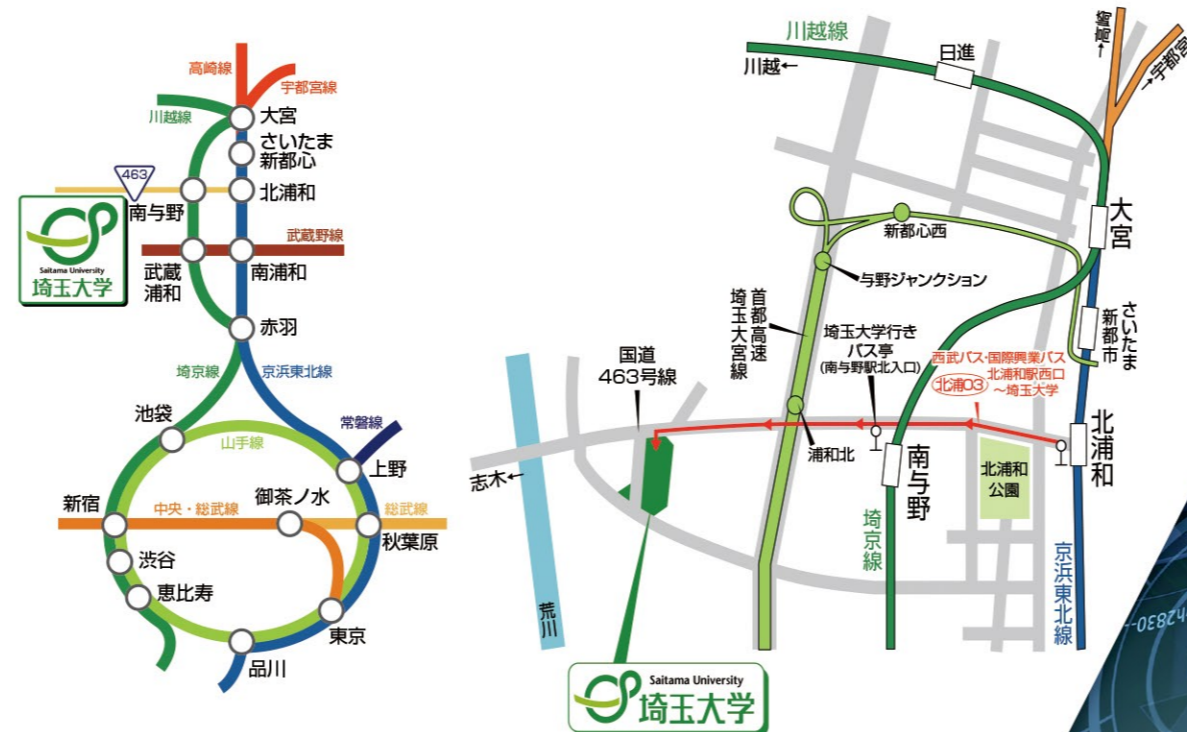 高崎線
宇都宮線
川越線
大宮
さいたま
新都心
463
北浦和
南与野
Saitama University
埼玉大学
武蔵野線
武蔵
浦和
南浦和
赤羽
埼京線
京浜東北線
池袋
山手線
常磐線
上野
新宿
中央・総武線
御茶ノ水
総武線
秋葉原
渋谷
恵比寿
東京
品川
川越線
川越←
日進
→宇都宮
大宮
新都心西
与野ジャンクション
首都高速
埼玉大宮線
さいたま
新都市
埼玉大学行き
バス亭
(南与野駅北入口)
西武バス・国際興業バス
北浦03
北浦和駅西口
～埼玉大学
国道
463号線
浦和北
南与野
北浦和
公園
北浦和
志木←
荒川
埼京線
京浜東北線
Saitama University
埼玉大学
h2830-